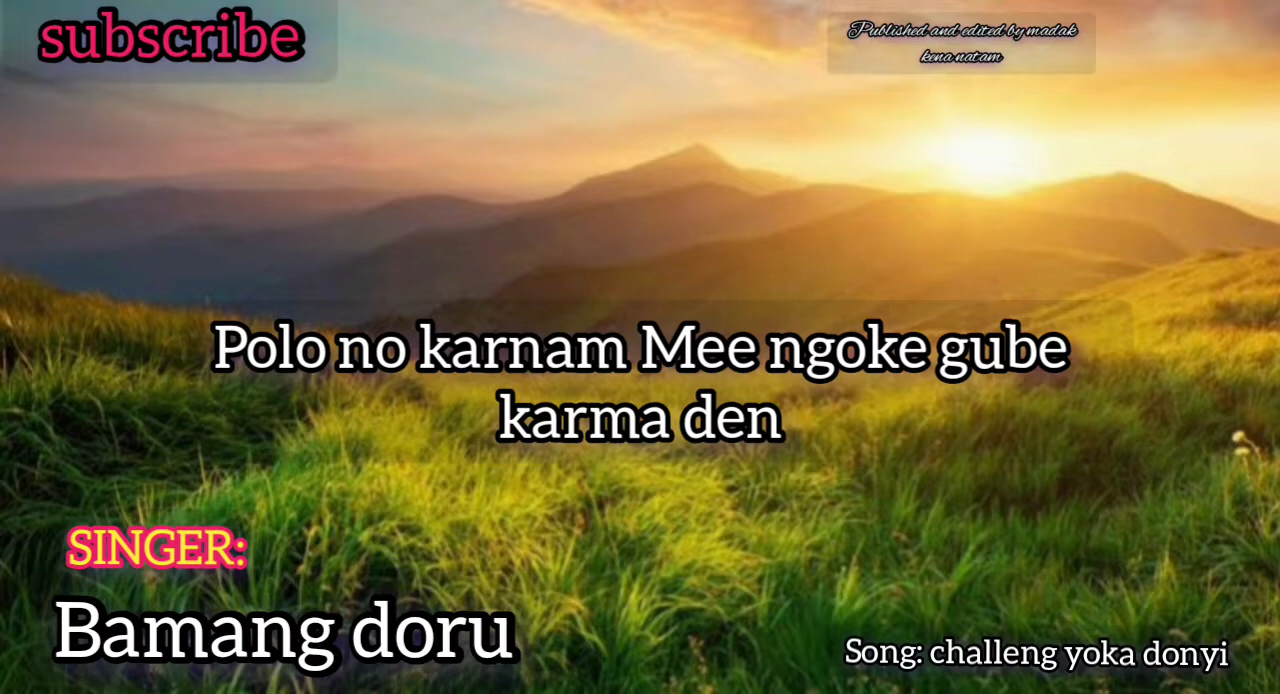 subscribe
Published and edited by madak
kena natam
Polo no karnam Mee ngoke gube
karma den
SINGER:
Bamang doru
Song: challeng yoka donyi